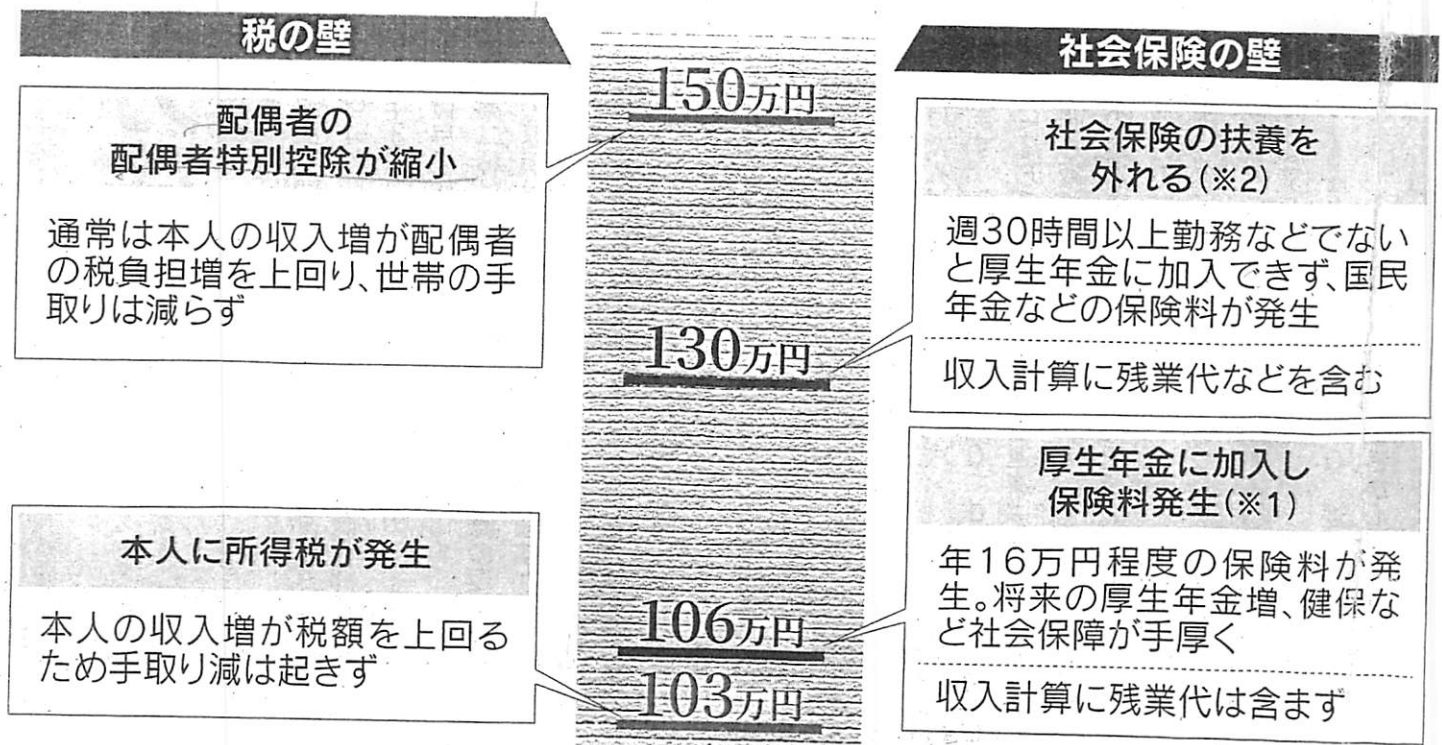 税の壁
配偶者の
配偶者特別控除が縮小
通常は本人の収入増が配偶者
の税負担増を上回り、世帯の手
取りは減らず
本人に所得税が発生
本人の収入増が税額を上回る
ため手取り減は起きず
150万円
130万円
106万円
103万円
社会保険の壁
社会保険の扶養を
外れる(※2)
週30時間以上勤務などでない
と厚生年金に加入できず、国民
年金などの保険料が発生
収入計算に残業代などを含む
厚生年金に加入し
保険料発生(※1)
年16万円程度の保険料が発
生。将来の厚生年金増、健保な
ど社会保障が手厚く
収入計算に残業代は含まず